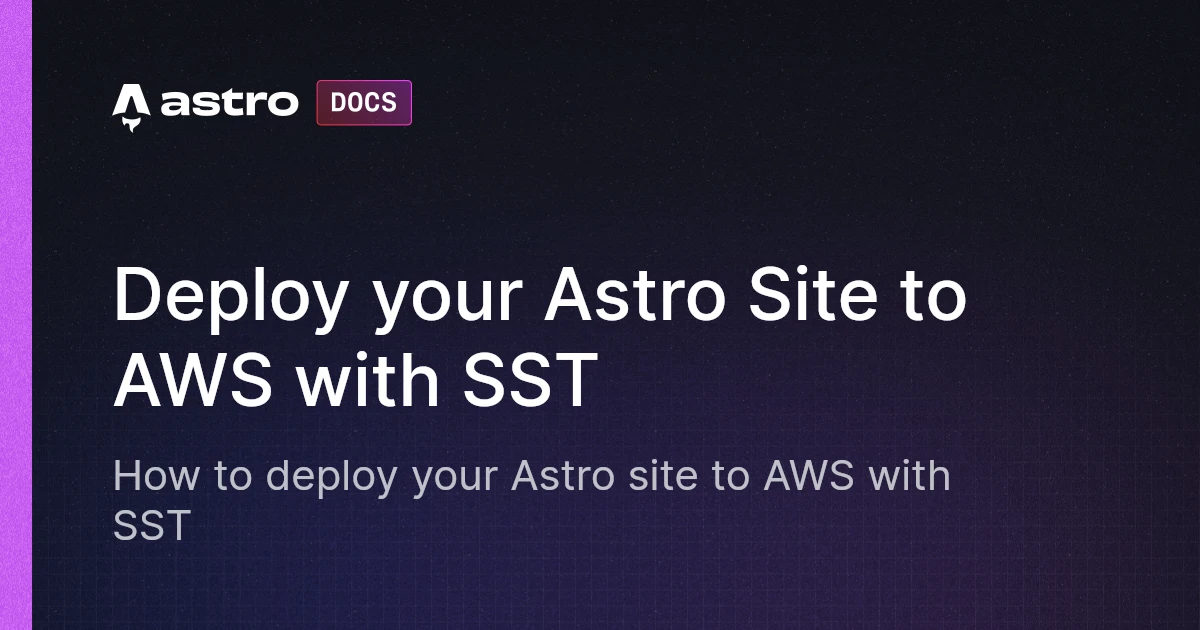 astro DOCS
Deploy your Astro Site to
AWS with SST
How to deploy your Astro site to AWS with
SST